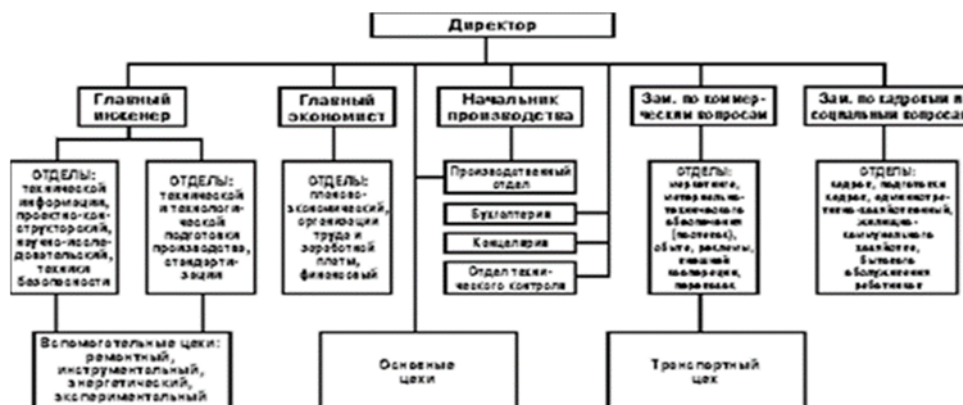 Директор
Главный
инженер
Главный
экономист
Начальник
производства
Зам. по коммер-
ческим вопросам
Зам. по кадровым и
социальным вопросам
ОТДЕЛЫ:
технической
информации,
проектно-кон-
структорский,
научно-иссле-
довательский,
техники
безопасности
ОТДЕЛЫ:
технической
и технологи-
ческой
подготовки
производства,
стандарти-
зации
ОТДЕЛЫ:
планово-
экономический,
организации
труда и
заработной
платы,
финансовый
Производственный
отдел
Бухгалтерия
Канцелярия
Отдел техни-
ческого контроля
ОТДЕЛЫ:
маркетинга,
материально-
технического
обеспечения
(поставок),
сбыта, рекламы,
внешней
кооперации,
перевозок
ОТДЕЛЫ:
кадров, подготовки
кадров, администра-
тивно-хозяйственный,
жилищно-
коммунального
хозяйства,
бытового
обслуживания
работников
Вспомогательные цехи:
ремонтный,
инструментальный,
энергетический,
экспериментальный
Основные
цехи
Транспортный
цех